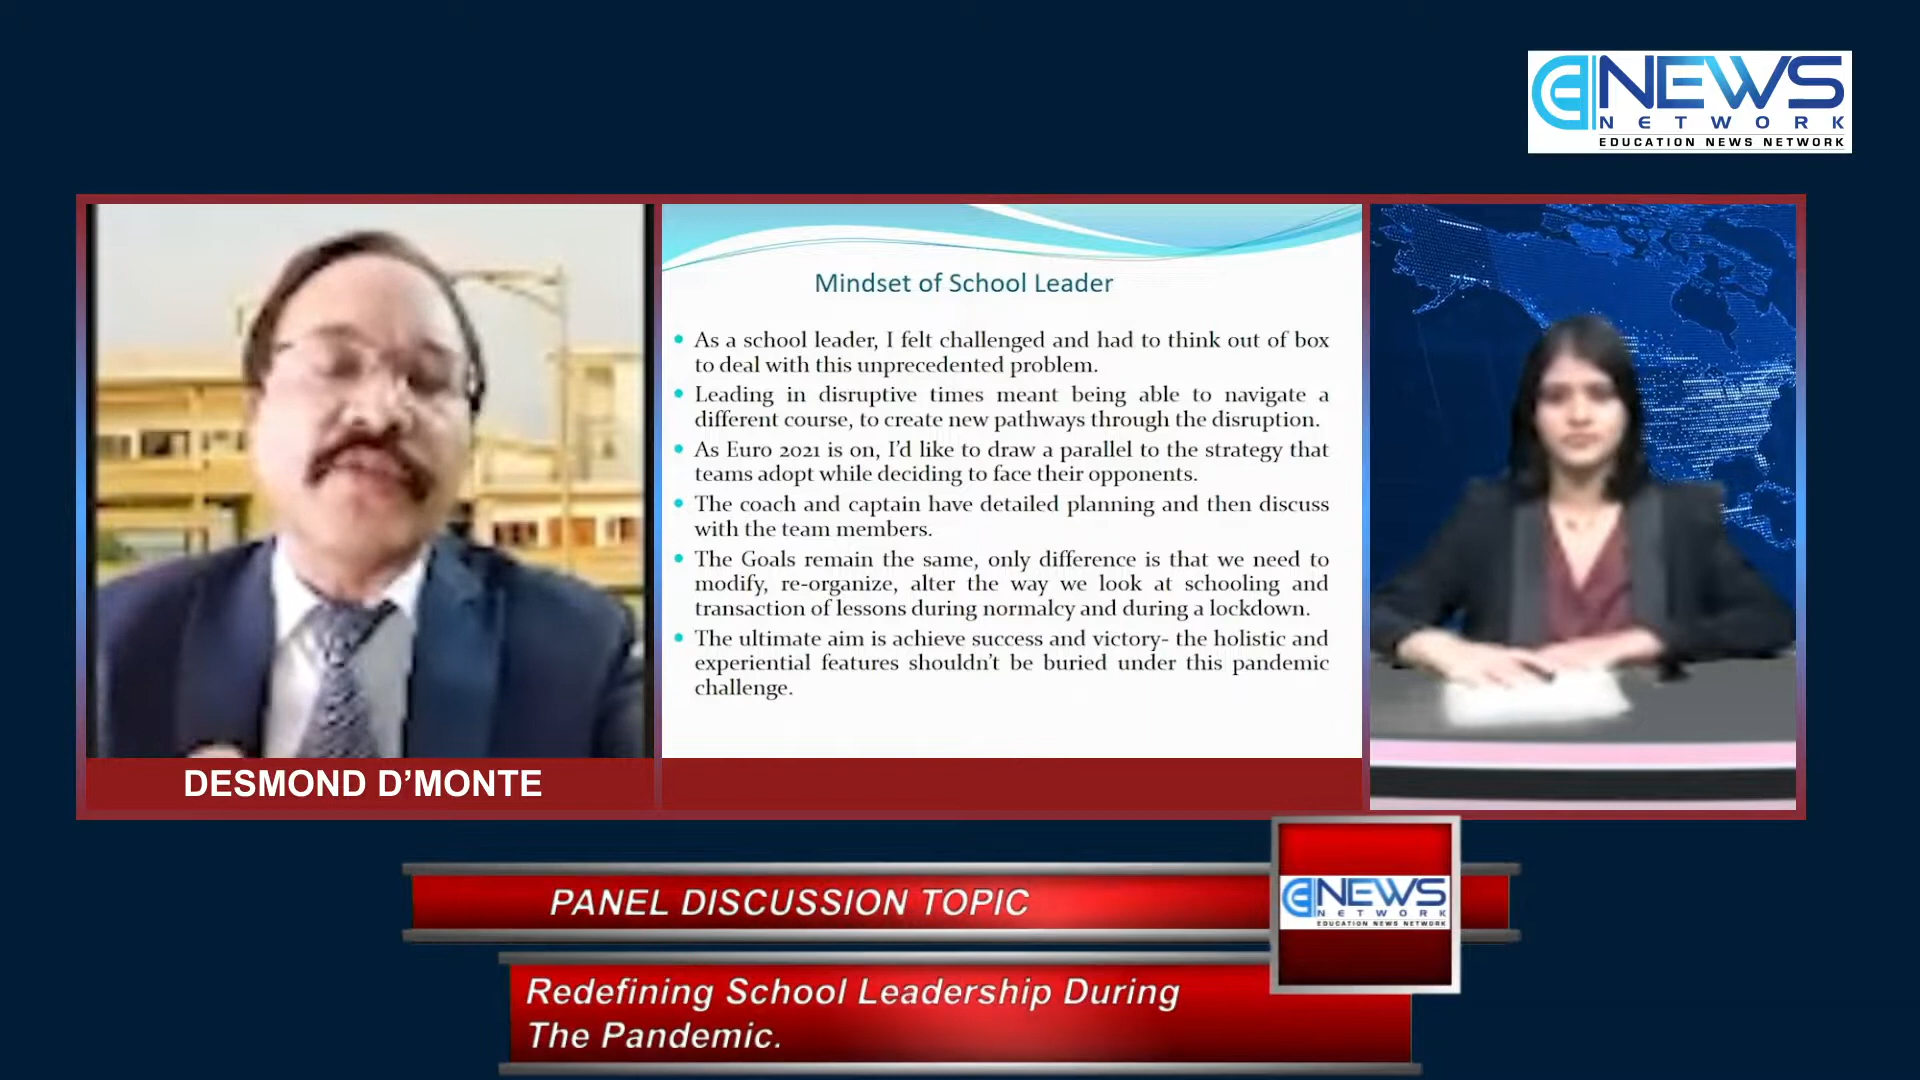 NEWS
NETWORK
EDUCATION NEWS NETWORK
Mindset of School Leader
As a school leader, I felt challenged and had to think out of box
to deal with this unprecedented problem.
Leading in disruptive times meant being able to navigate a
different course, to create new pathways through the disruption.
As Euro 2021 is on, I'd like to draw a parallel to the strategy that
teams adopt while deciding to face their opponents.
The coach and captain have detailed planning and then discuss
with the team members.
The Goals remain the same, only difference is that we need to
modify, re-organize, alter the way we look at schooling and
transaction of lessons during normalcy and during a lockdown.
The ultimate aim is achieve success and victory- the holistic and
experiential features shouldn't be buried under this pandemic
challenge.
DESMOND D'MONTE
PANEL DISCUSSION TOPIC
NEWS
NETWORK
EDUCATION NEWS NETWORK
Redefining School Leadership During
The Pandemic.